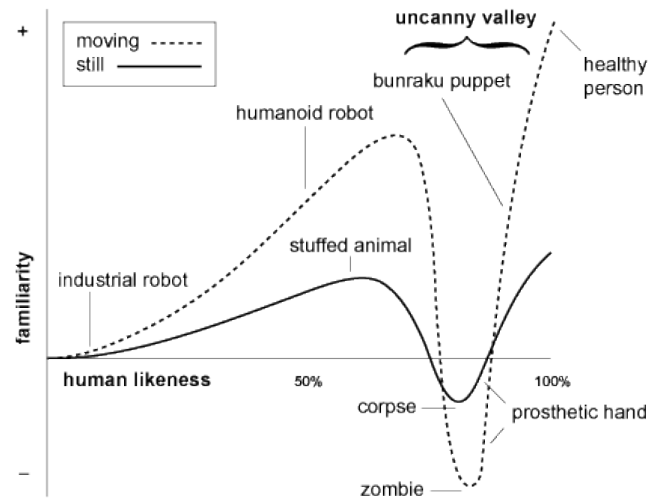 +
moving
still
uncanny valley
bunraku puppet
healthy
person
humanoid robot
stuffed animal
industrial robot
familiarity
human likeness
50%
100%
corpse
prosthetic hand
–
zombie